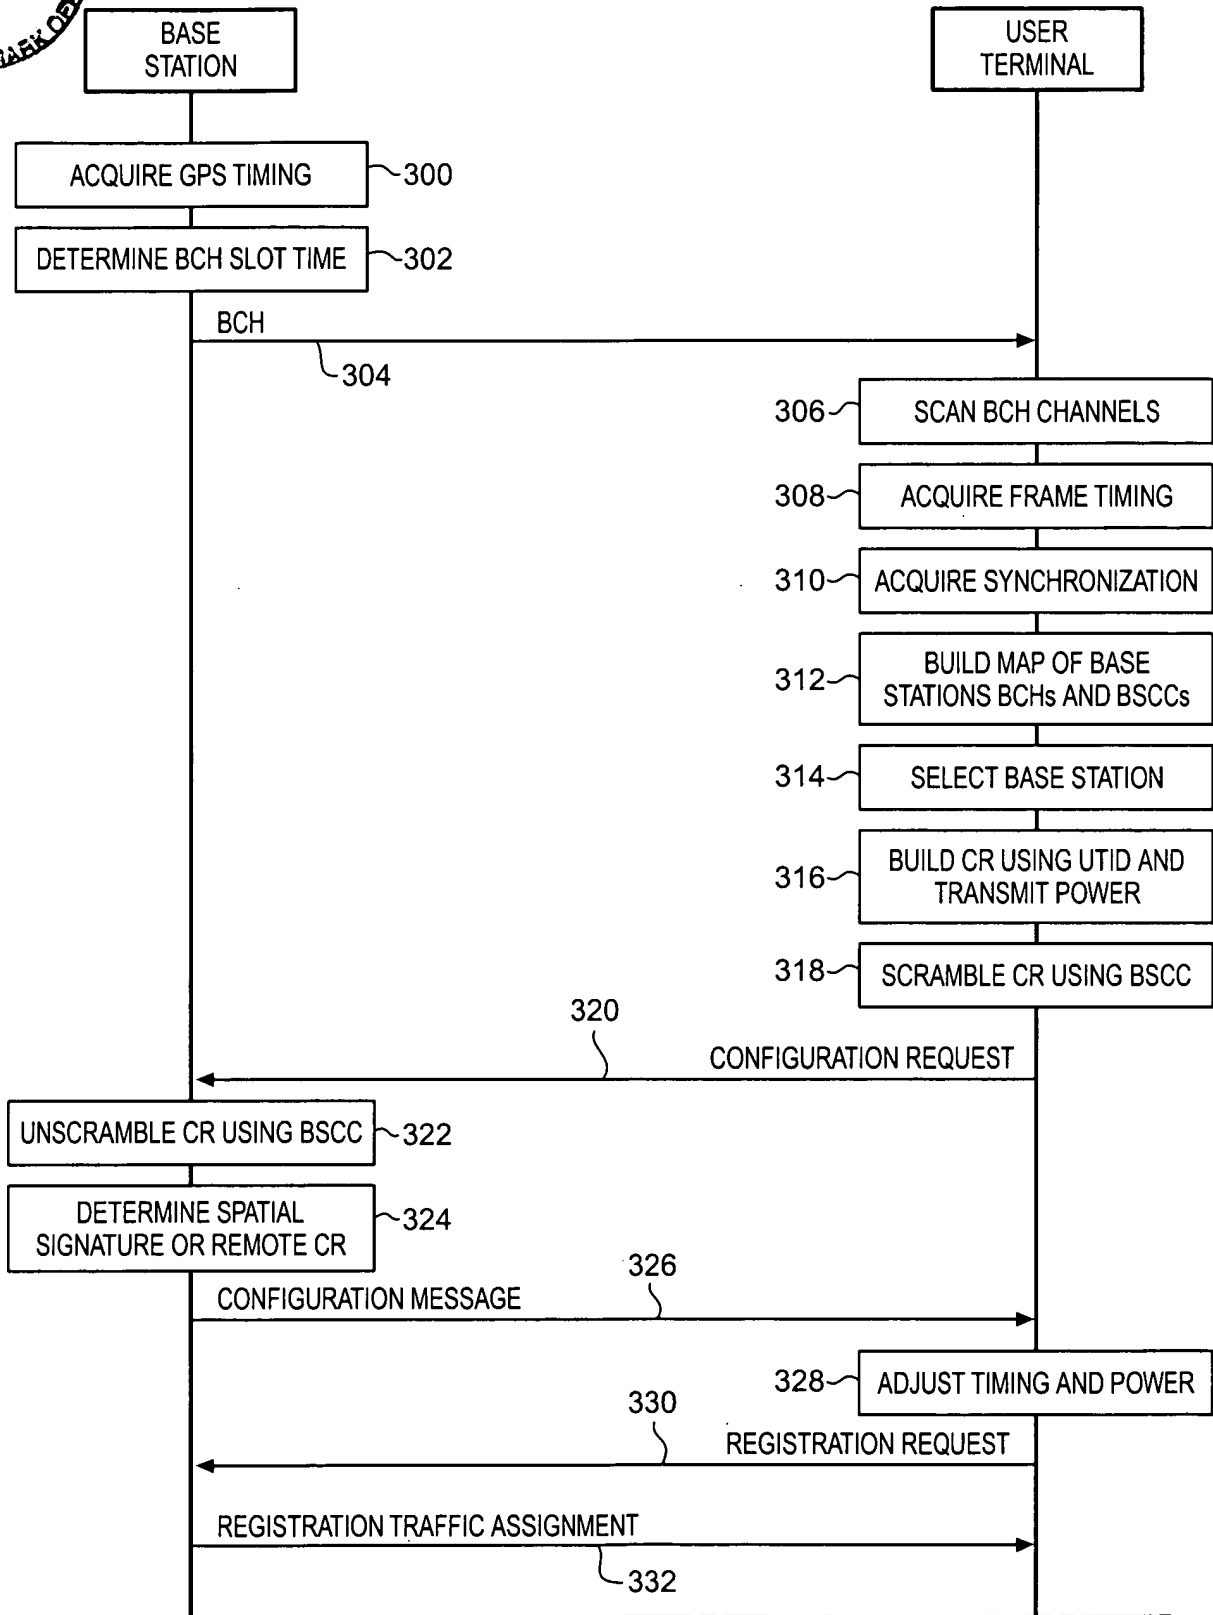 BASE
STATION
USER
TERMINAL
ACQUIRE GPS TIMING
300
DETERMINE BCH SLOT TIME
302
BCH
304
306
SCAN BCH CHANNELS
308
ACQUIRE FRAME TIMING
310
ACQUIRE SYNCHRONIZATION
312
BUILD MAP OF BASE
STATIONS BCHs AND BSCCs
314
SELECT BASE STATION
316
BUILD CR USING UTID AND
TRANSMIT POWER
318
SCRAMBLE CR USING BSCC
320
CONFIGURATION REQUEST
UNSCRAMBLE CR USING BSCC
322
DETERMINE SPATIAL
SIGNATURE OR REMOTE CR
324
326
CONFIGURATION MESSAGE
328
ADJUST TIMING AND POWER
330
REGISTRATION REQUEST
REGISTRATION TRAFFIC ASSIGNMENT
332